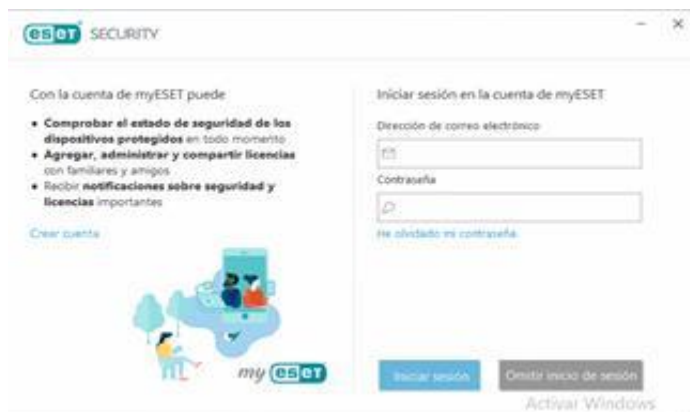 eset SECURITY
Con la cuenta de myESET puede
Comprobar el estado de seguridad de los
dispositivos protegidos en todo momento
Agregar, administrar y compartir licencias
con familiares y amigos
Recibir notificaciones sobre seguridad y
licencias importantes
Crear cuenta
my eset
Iniciar sesión en la cuenta de myESET
Dirección de correo electrónico
Contraseña
He olvidado mi contraseña
Iniciar sesión
Omitir inicio de sesión
Activar Windows